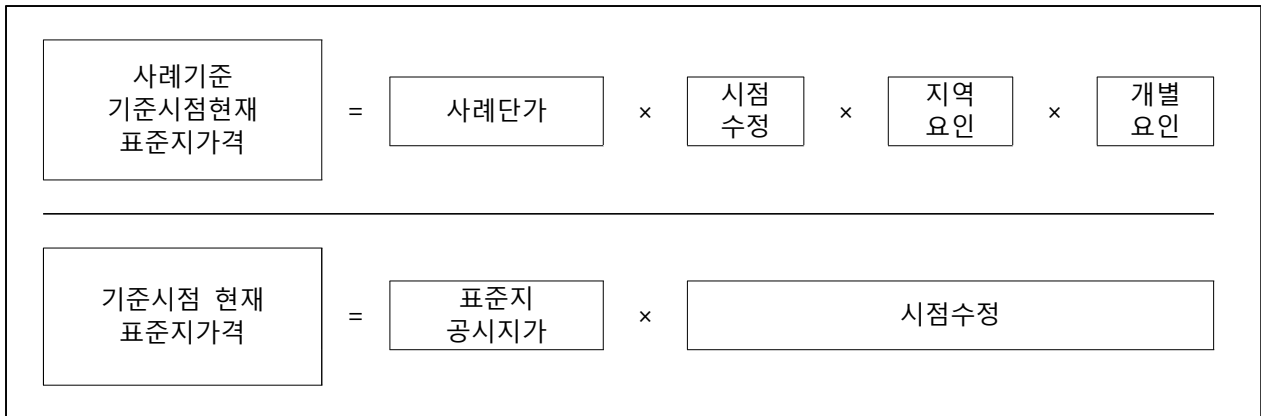 사례기준
기준시점현재
표준지가격
=
사례단가
×
시점
수정
×
지역
요인
×
개별
요인
기준시점 현재
표준지가격
=
표준지
공시지가
×
시점수정